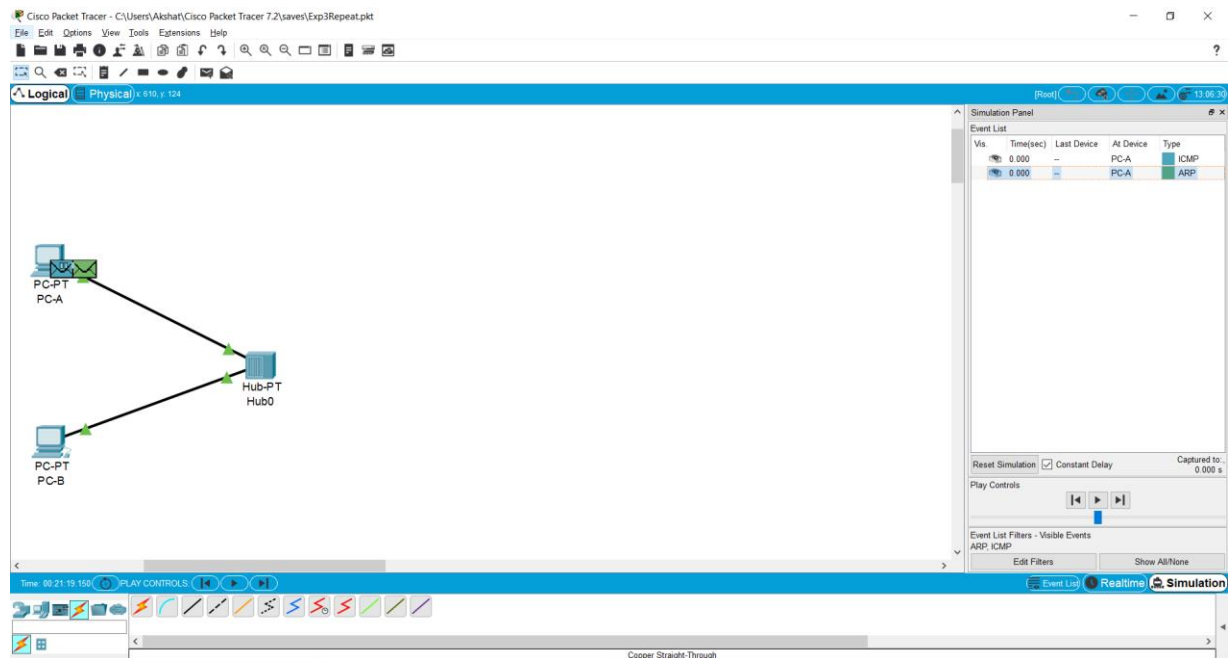 Cisco Packet Tracer - C:\Users\Akshat\Cisco Packet Tracer 7.2\saves\Exp3Repeat.pkt
File Edit Options View Tools Extensions Help
?
Logical Physical x: 610, y: 124
[Root] 13:06:30
Simulation Panel
Event List
Vis. Time(sec) Last Device At Device Type
0.000 -- PC-A ICMP
0.000 -- PC-A ARP
PC-PT
PC-A
Hub-PT
Hub0
PC-PT
PC-B
Reset Simulation Constant Delay Captured to:
0.000 s
Play Controls
Event List Filters - Visible Events
ARP, ICMP
Edit Filters Show All/None
Time: 00:21:19.150 PLAY CONTROLS:
Event List Realtime Simulation
Copper Straight-Through